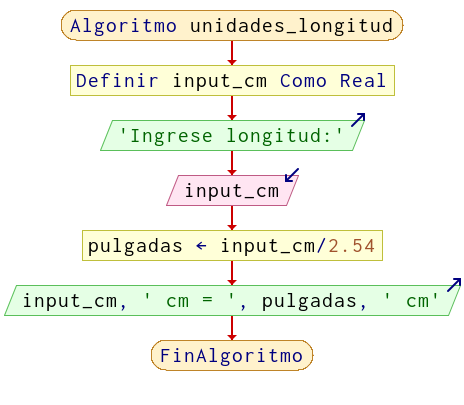 Algoritmo unidades_longitud
Definir input_cm Como Real
'Ingrese longitud:'
input_cm
pulgadas ← input_cm/2.54
input_cm, ' cm = ', pulgadas, ' cm'
FinAlgoritmo